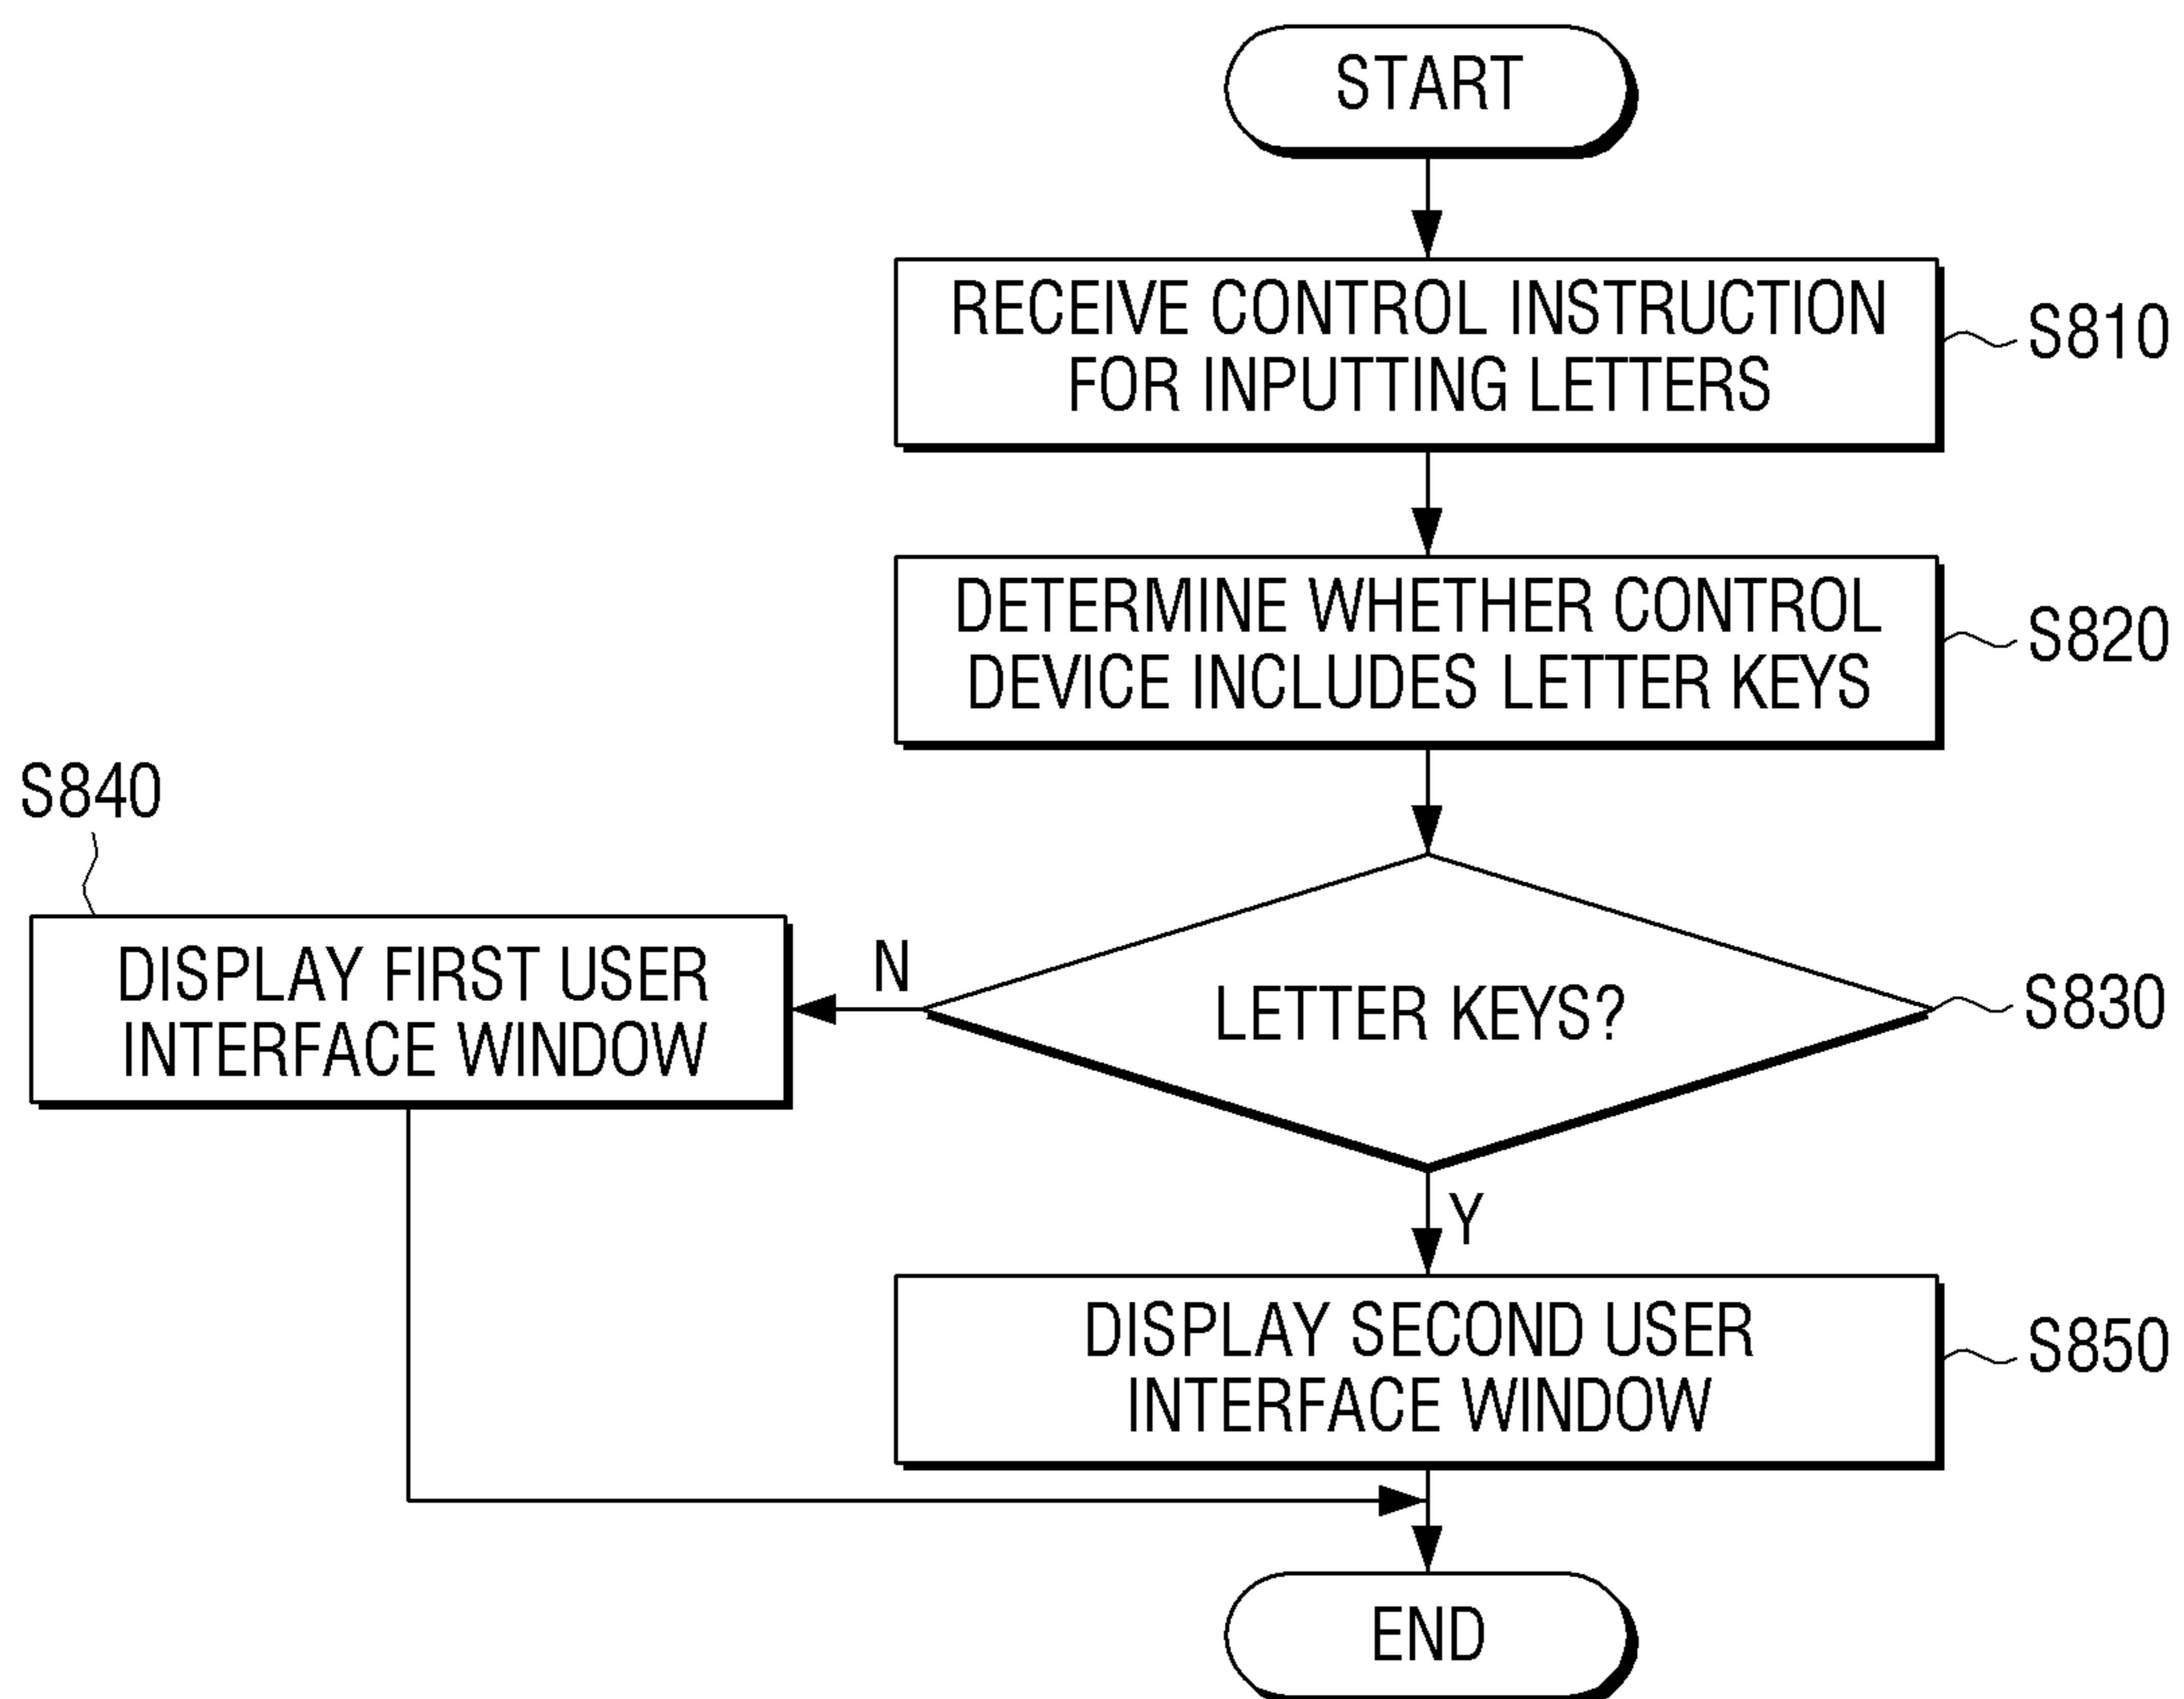 START
RECEIVE CONTROL INSTRUCTION
FOR INPUTTING LETTERS
S810
DETERMINE WHETHER CONTROL
DEVICE INCLUDES LETTER KEYS
S820
S840
DISPLAY FIRST USER
INTERFACE WINDOW
N
LETTER KEYS?
S830
Y
DISPLAY SECOND USER
INTERFACE WINDOW
S850
END